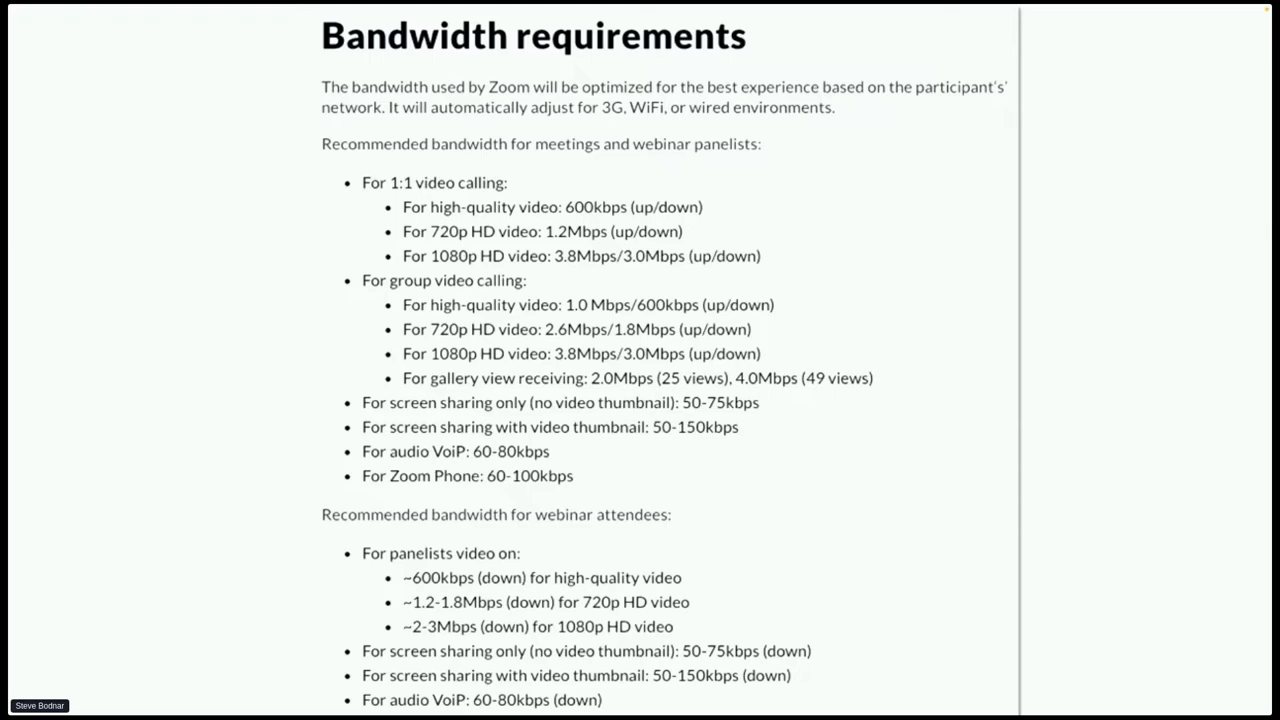 Bandwidth requirements
The bandwidth used by Zoom will be optimized for the best experience based on the participant's'
network. It will automatically adjust for 3G, WiFi, or wired environments.
Recommended bandwidth for meetings and webinar panelists:
• For 1:1 video calling:
• For high-quality video: 600kbps (up/down)
• For 720p HD video: 1.2Mbps (up/down)
• For 1080p HD video: 3.8Mbps/3.0Mbps (up/down)
• For group video calling:
• For high-quality video: 1.0 Mbps/600kbps (up/down)
• For 720p HD video: 2.6Mbps/1.8Mbps (up/down)
• For 1080p HD video: 3.8Mbps/3.0Mbps (up/down)
• For gallery view receiving: 2.0Mbps (25 views), 4.0Mbps (49 views)
• For screen sharing only (no video thumbnail): 50-75kbps
• For screen sharing with video thumbnail: 50-150kbps
• For audio VoiP: 60-80kbps
• For Zoom Phone: 60-100kbps
Recommended bandwidth for webinar attendees:
• For panelists video on:
• ~600kbps (down) for high-quality video
• ~1.2-1.8Mbps (down) for 720p HD video
• ~2-3Mbps (down) for 1080p HD video
• For screen sharing only (no video thumbnail): 50-75kbps (down)
• For screen sharing with video thumbnail: 50-150kbps (down)
• For audio VoiP: 60-80kbps (down)
Steve Bodnar